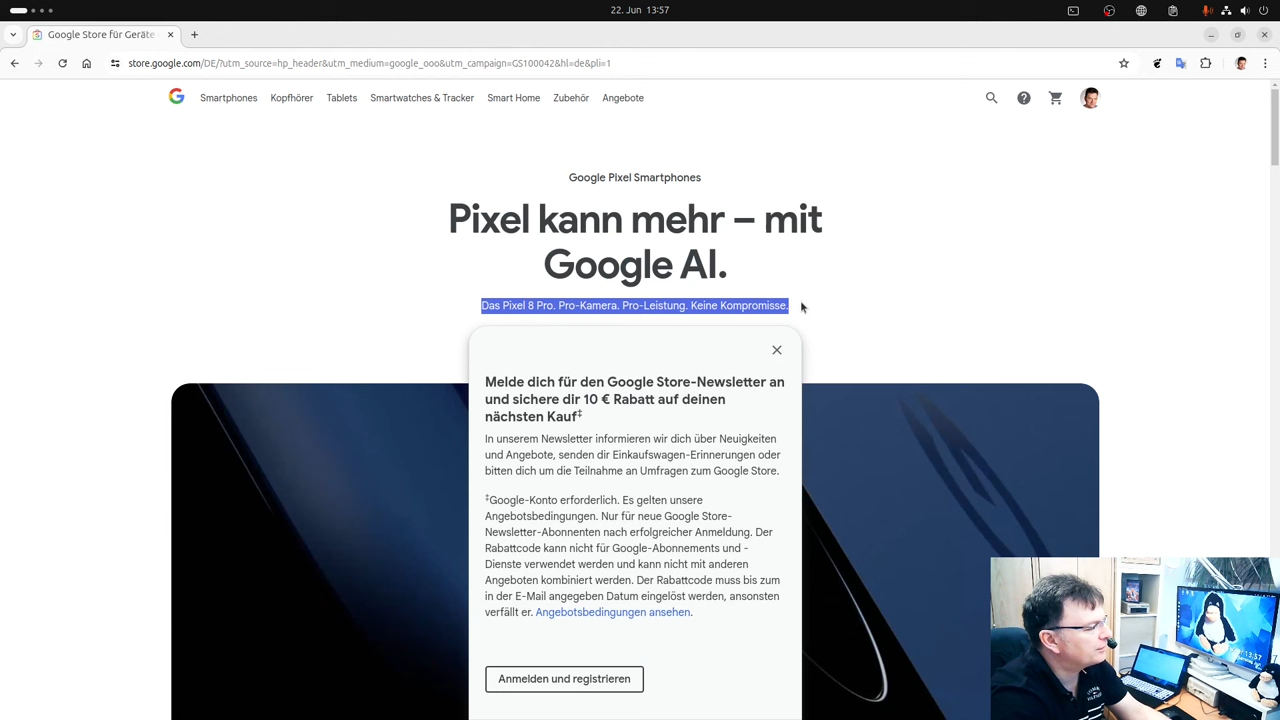 22. Jun 13:57
Google Store für Geräte
store.google.com/DE/?utm_source=hp_header&utm_medium=google_ooo&utm_campaign=GS100042&hl=de&pli=1
Smartphones Kopfhörer Tablets Smartwatches & Tracker Smart Home Zubehör Angebote
Google Pixel Smartphones
Pixel kann mehr – mit
Google AI.
Das Pixel 8 Pro. Pro-Kamera. Pro-Leistung. Keine Kompromisse.
Melde dich für den Google Store-Newsletter an
und sichere dir 10 € Rabatt auf deinen
nächsten Kauf‡
In unserem Newsletter informieren wir dich über Neuigkeiten
und Angebote, senden dir Einkaufswagen-Erinnerungen oder
bitten dich um die Teilnahme an Umfragen zum Google Store.
‡Google-Konto erforderlich. Es gelten unsere
Angebotsbedingungen. Nur für neue Google Store-
Newsletter-Abonnenten nach erfolgreicher Anmeldung. Der
Rabattcode kann nicht für Google-Abonnements und -
Dienste verwendet werden und kann nicht mit anderen
Angeboten kombiniert werden. Der Rabattcode muss bis zum
in der E-Mail angegeben Datum eingelöst werden, ansonsten
verfällt er. Angebotsbedingungen ansehen.
Anmelden und registrieren
13:57